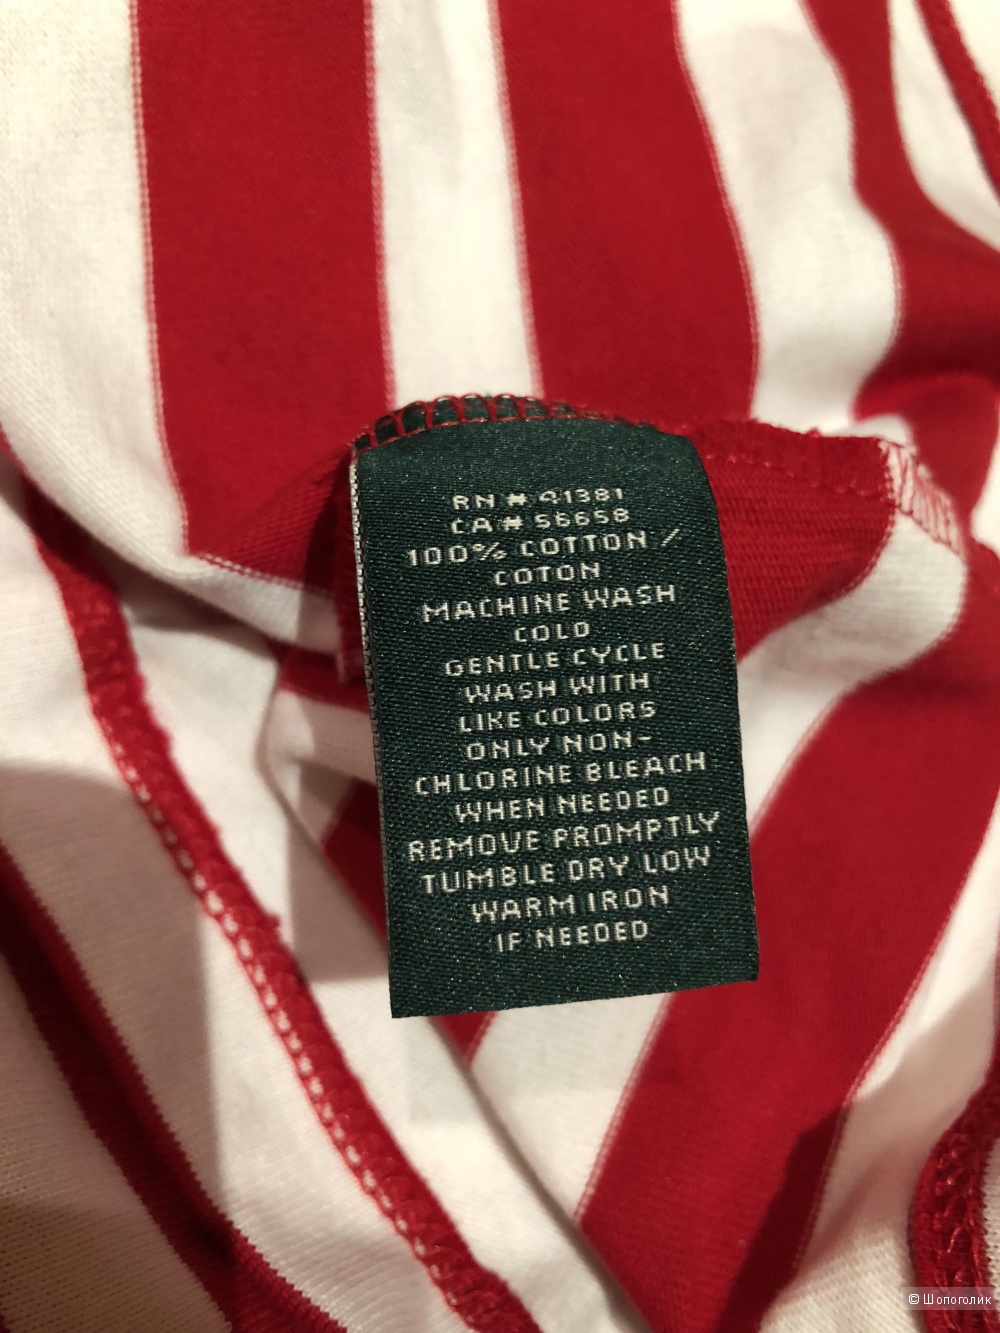 RN # 41381
CA # 56658
100% COTTON /
COTON
MACHINE WASH
COLD
GENTLE CYCLE
WASH WITH
LIKE COLORS
ONLY NON-
CHLORINE BLEACH
WHEN NEEDED
REMOVE PROMPTLY
TUMBLE DRY LOW
WARM IRON
IF NEEDED
© Шопоголик